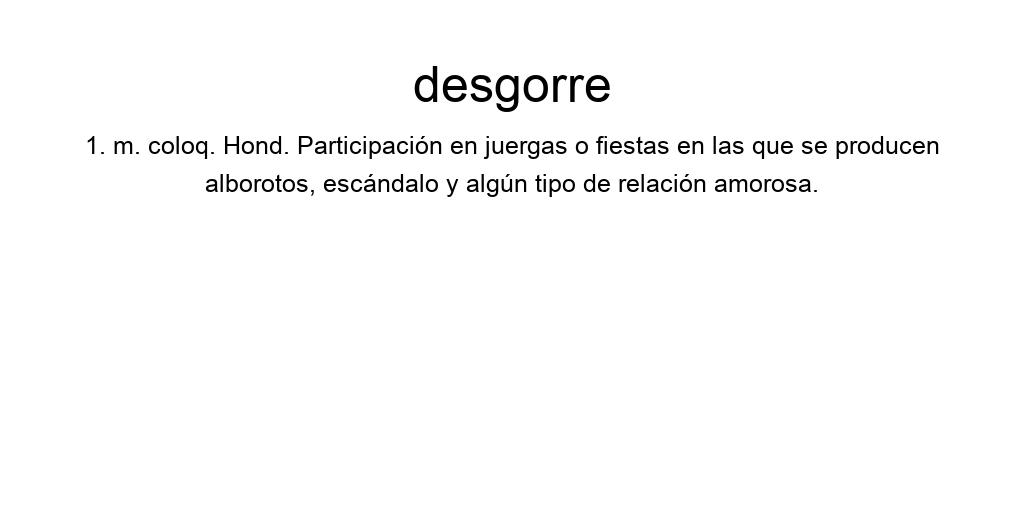 desgorre
1. m. coloq. Hond. Participación en juergas o fiestas en las que se producen
alborotos, escándalo y algún tipo de relación amorosa.